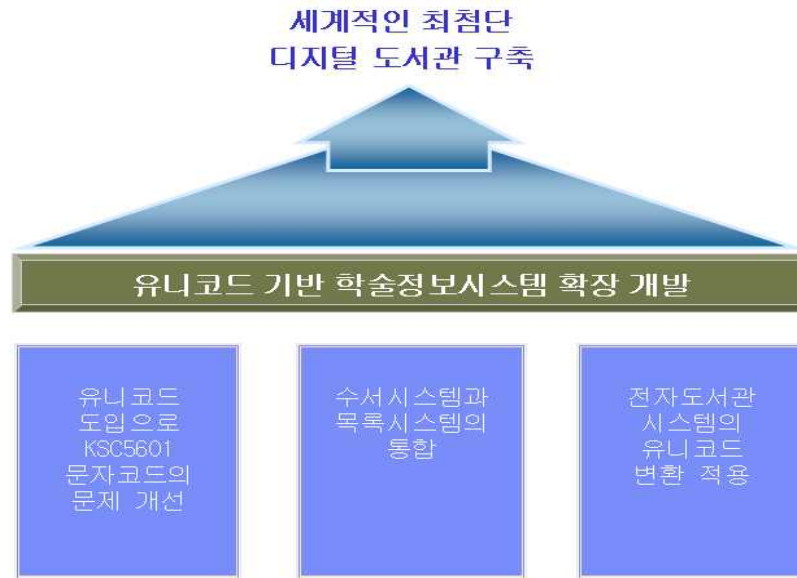 세계적인 최첨단
디지털 도서관 구축
유니코드 기반 학술정보시스템 확장 개발
유니코드
도입으로
KSC5601
문자코드의
문제 개선
수서시스템과
목록시스템의
통합
전자도서관
시스템의
유니코드
변환 적용